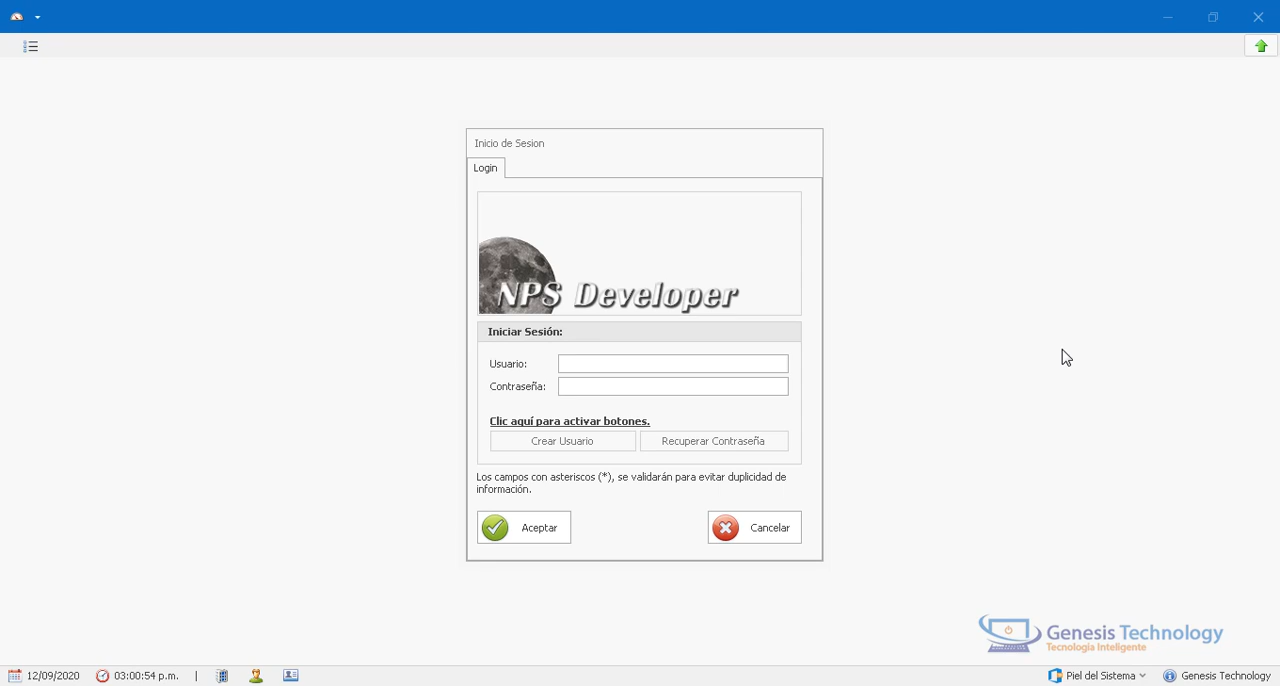 Inicio de Sesion
Login
NPS Developer
Iniciar Sesión:
Usuario:
Contraseña:
Clic aquí para activar botones.
Crear Usuario Recuperar Contraseña
Los campos con asteriscos (*), se validarán para evitar duplicidad de
información.
Aceptar Cancelar
Genesis Technology
Tecnologia Inteligente
12/09/2020 03:00:54 p.m. | Piel del Sistema Genesis Technology